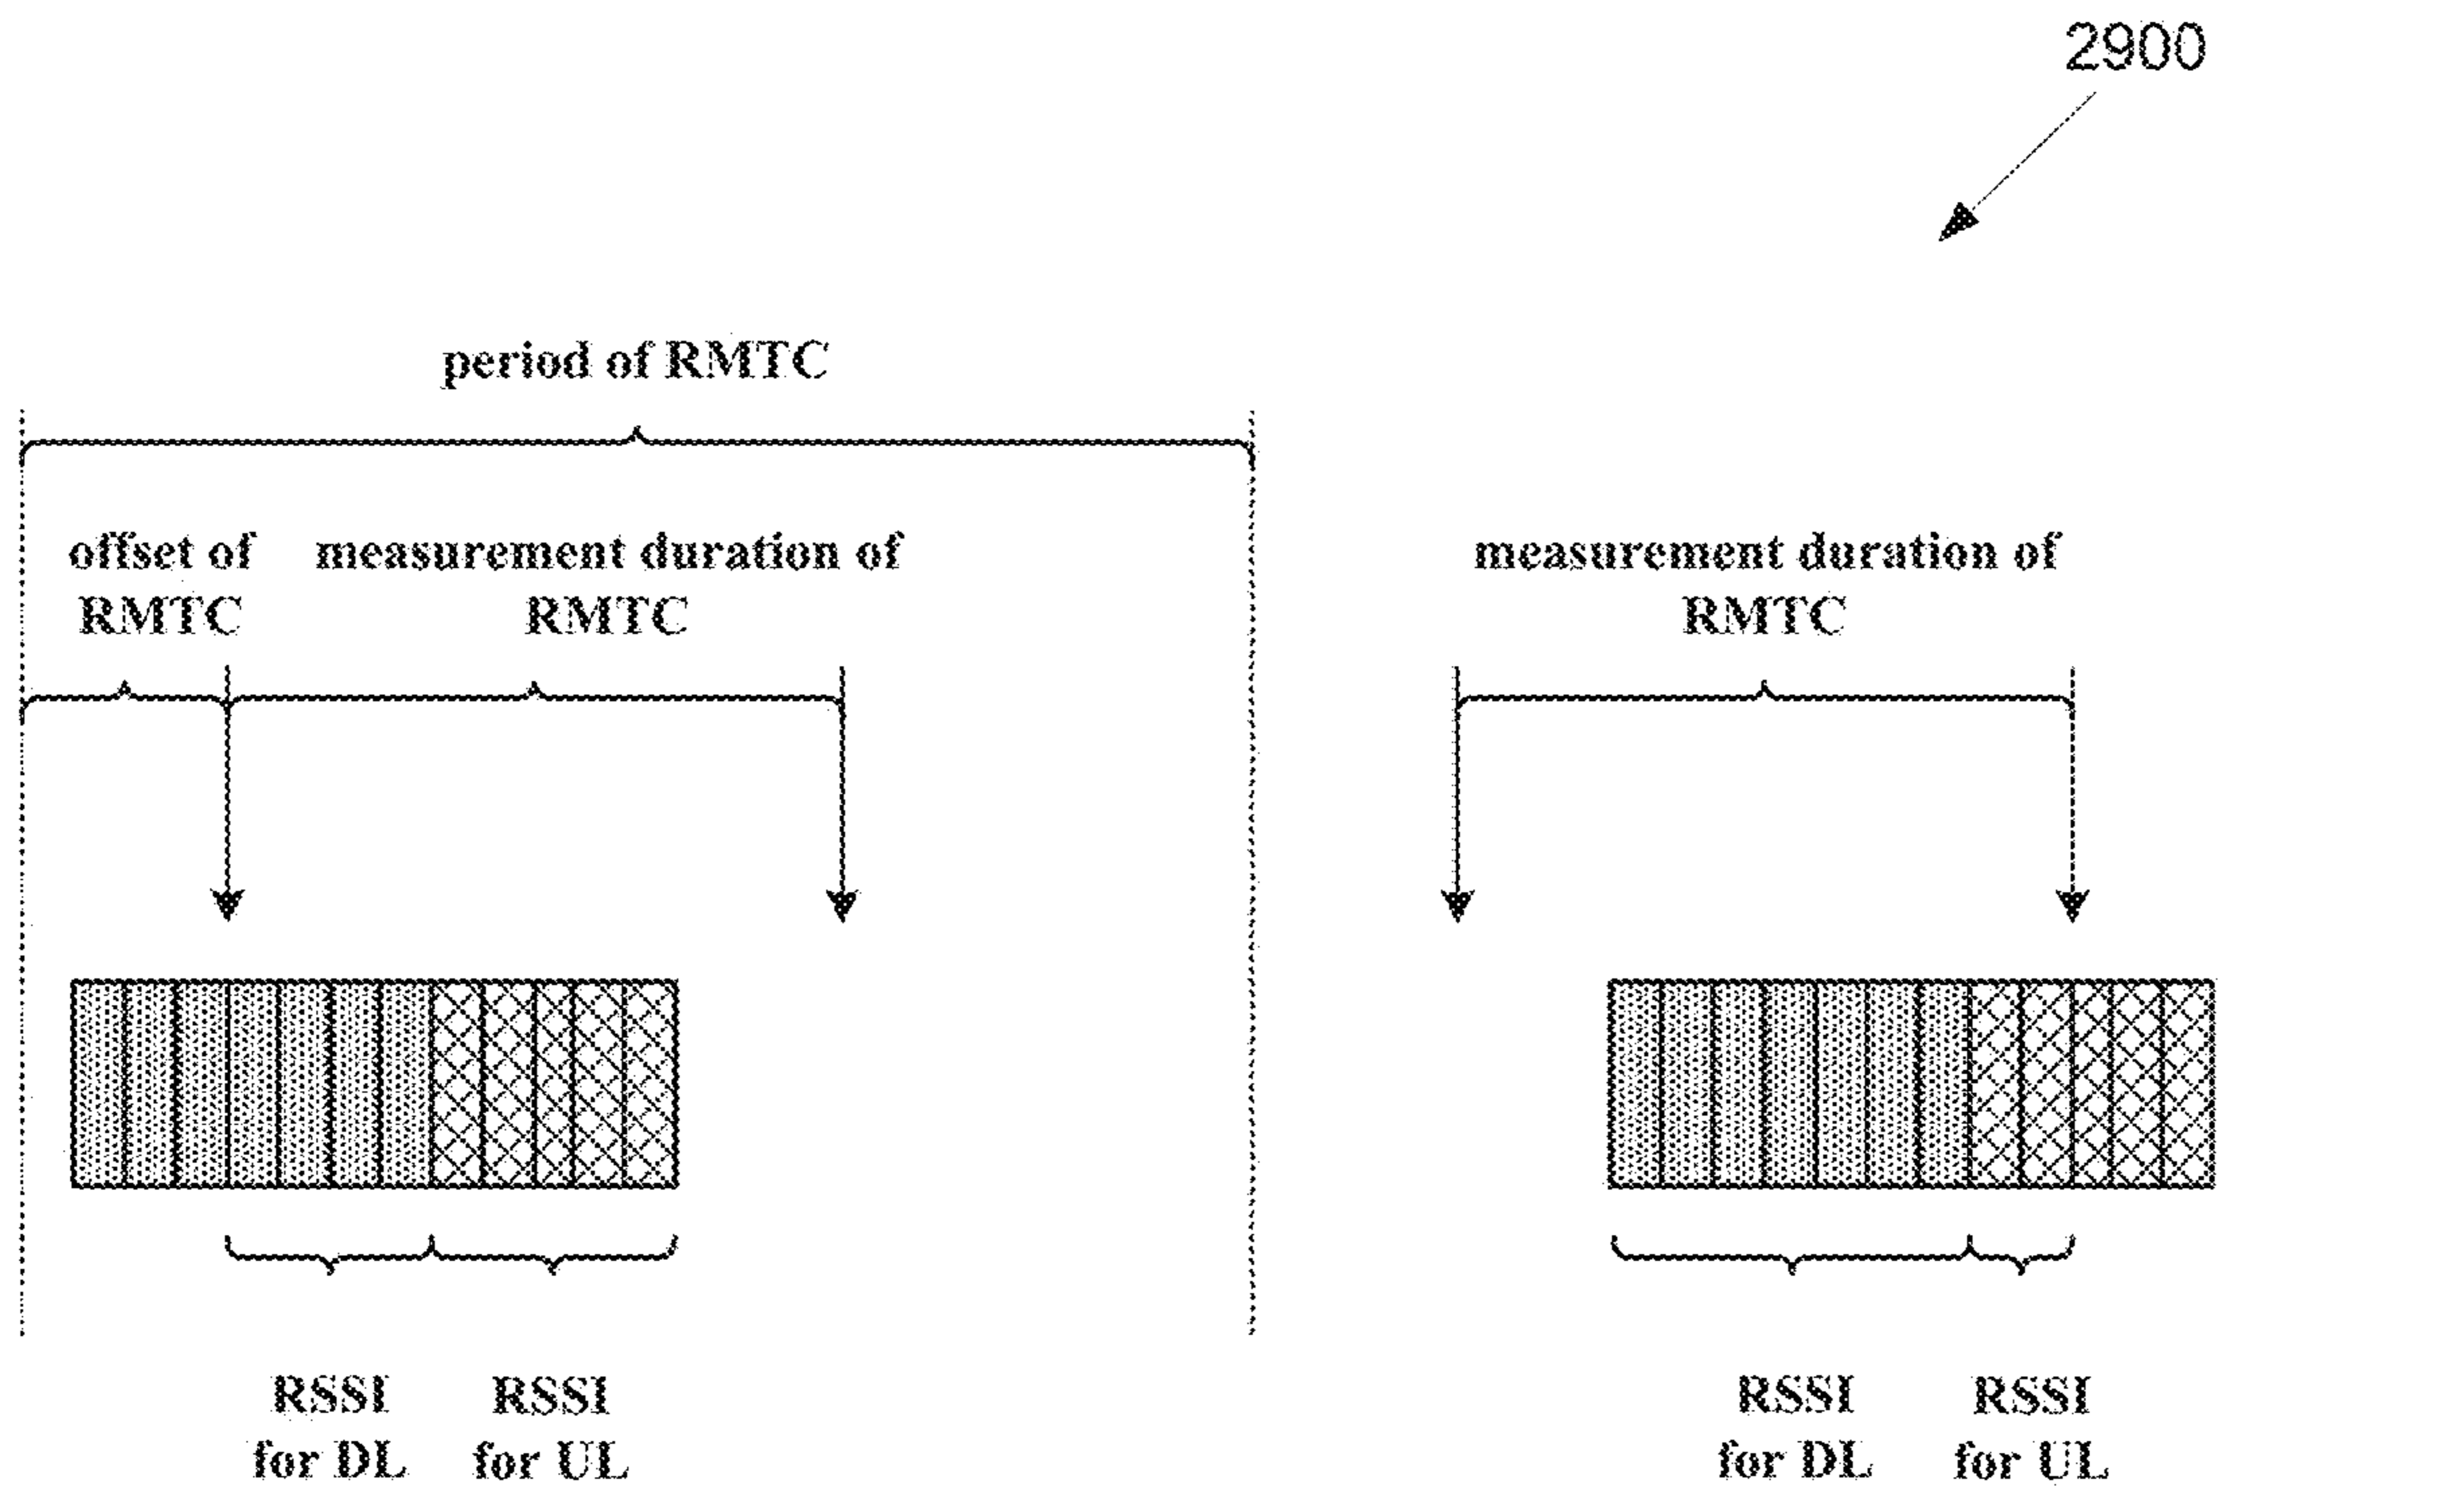 2900
period of RMTC
offset of
RMTC
measurement duration of
RMTC
measurement duration of
RMTC
RSSI
for DL
RSSI
for UL
RSSI
for DL
RSSI
for UL